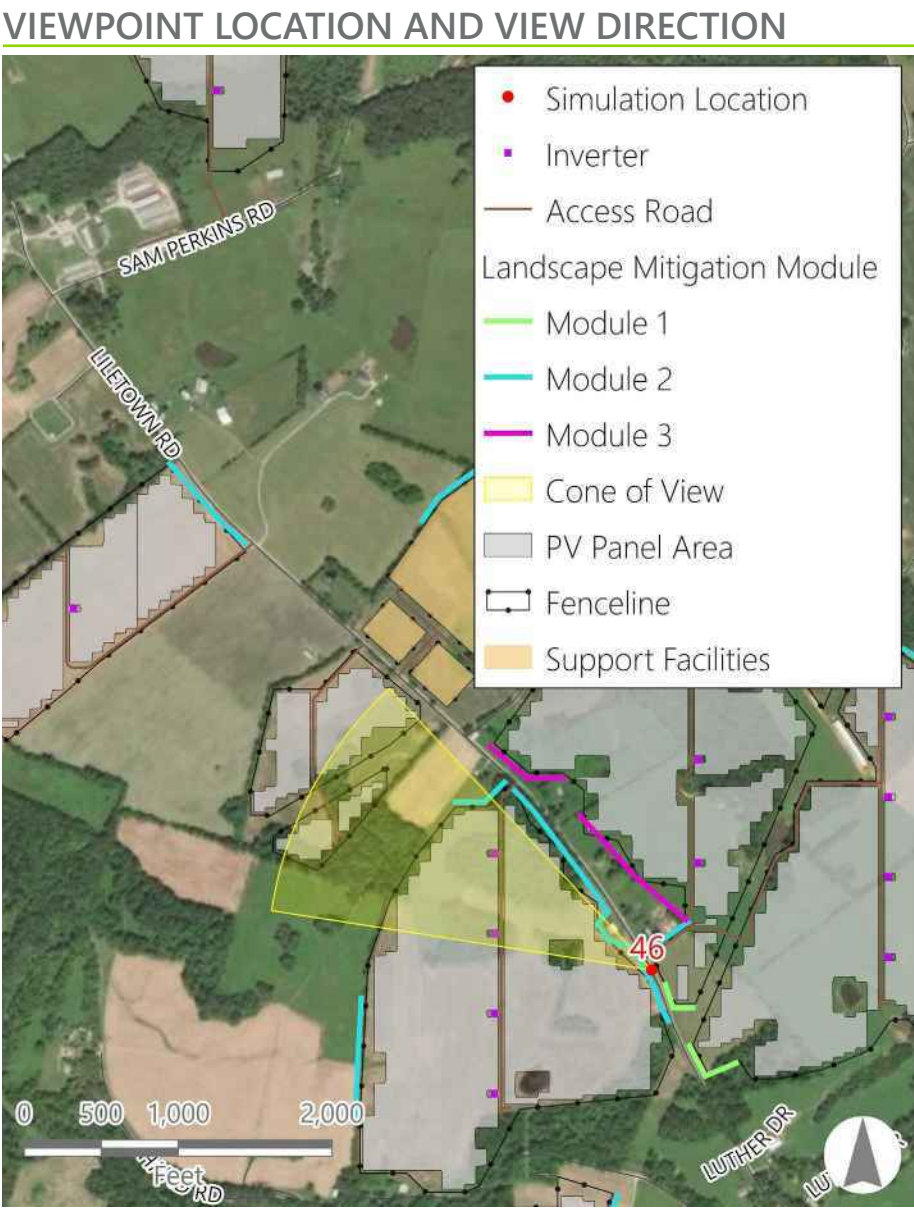 VIEWPOINT LOCATION AND VIEW DIRECTION
Simulation Location
Inverter
Access Road
Landscape Mitigation Module
Module 1
Module 2
Module 3
Cone of View
PV Panel Area
Fenceline
Support Facilities
SAM PERKINS RD
LILETOWN RD
46
0 500 1,000 2,000
Feet
RD
LUTHER DR